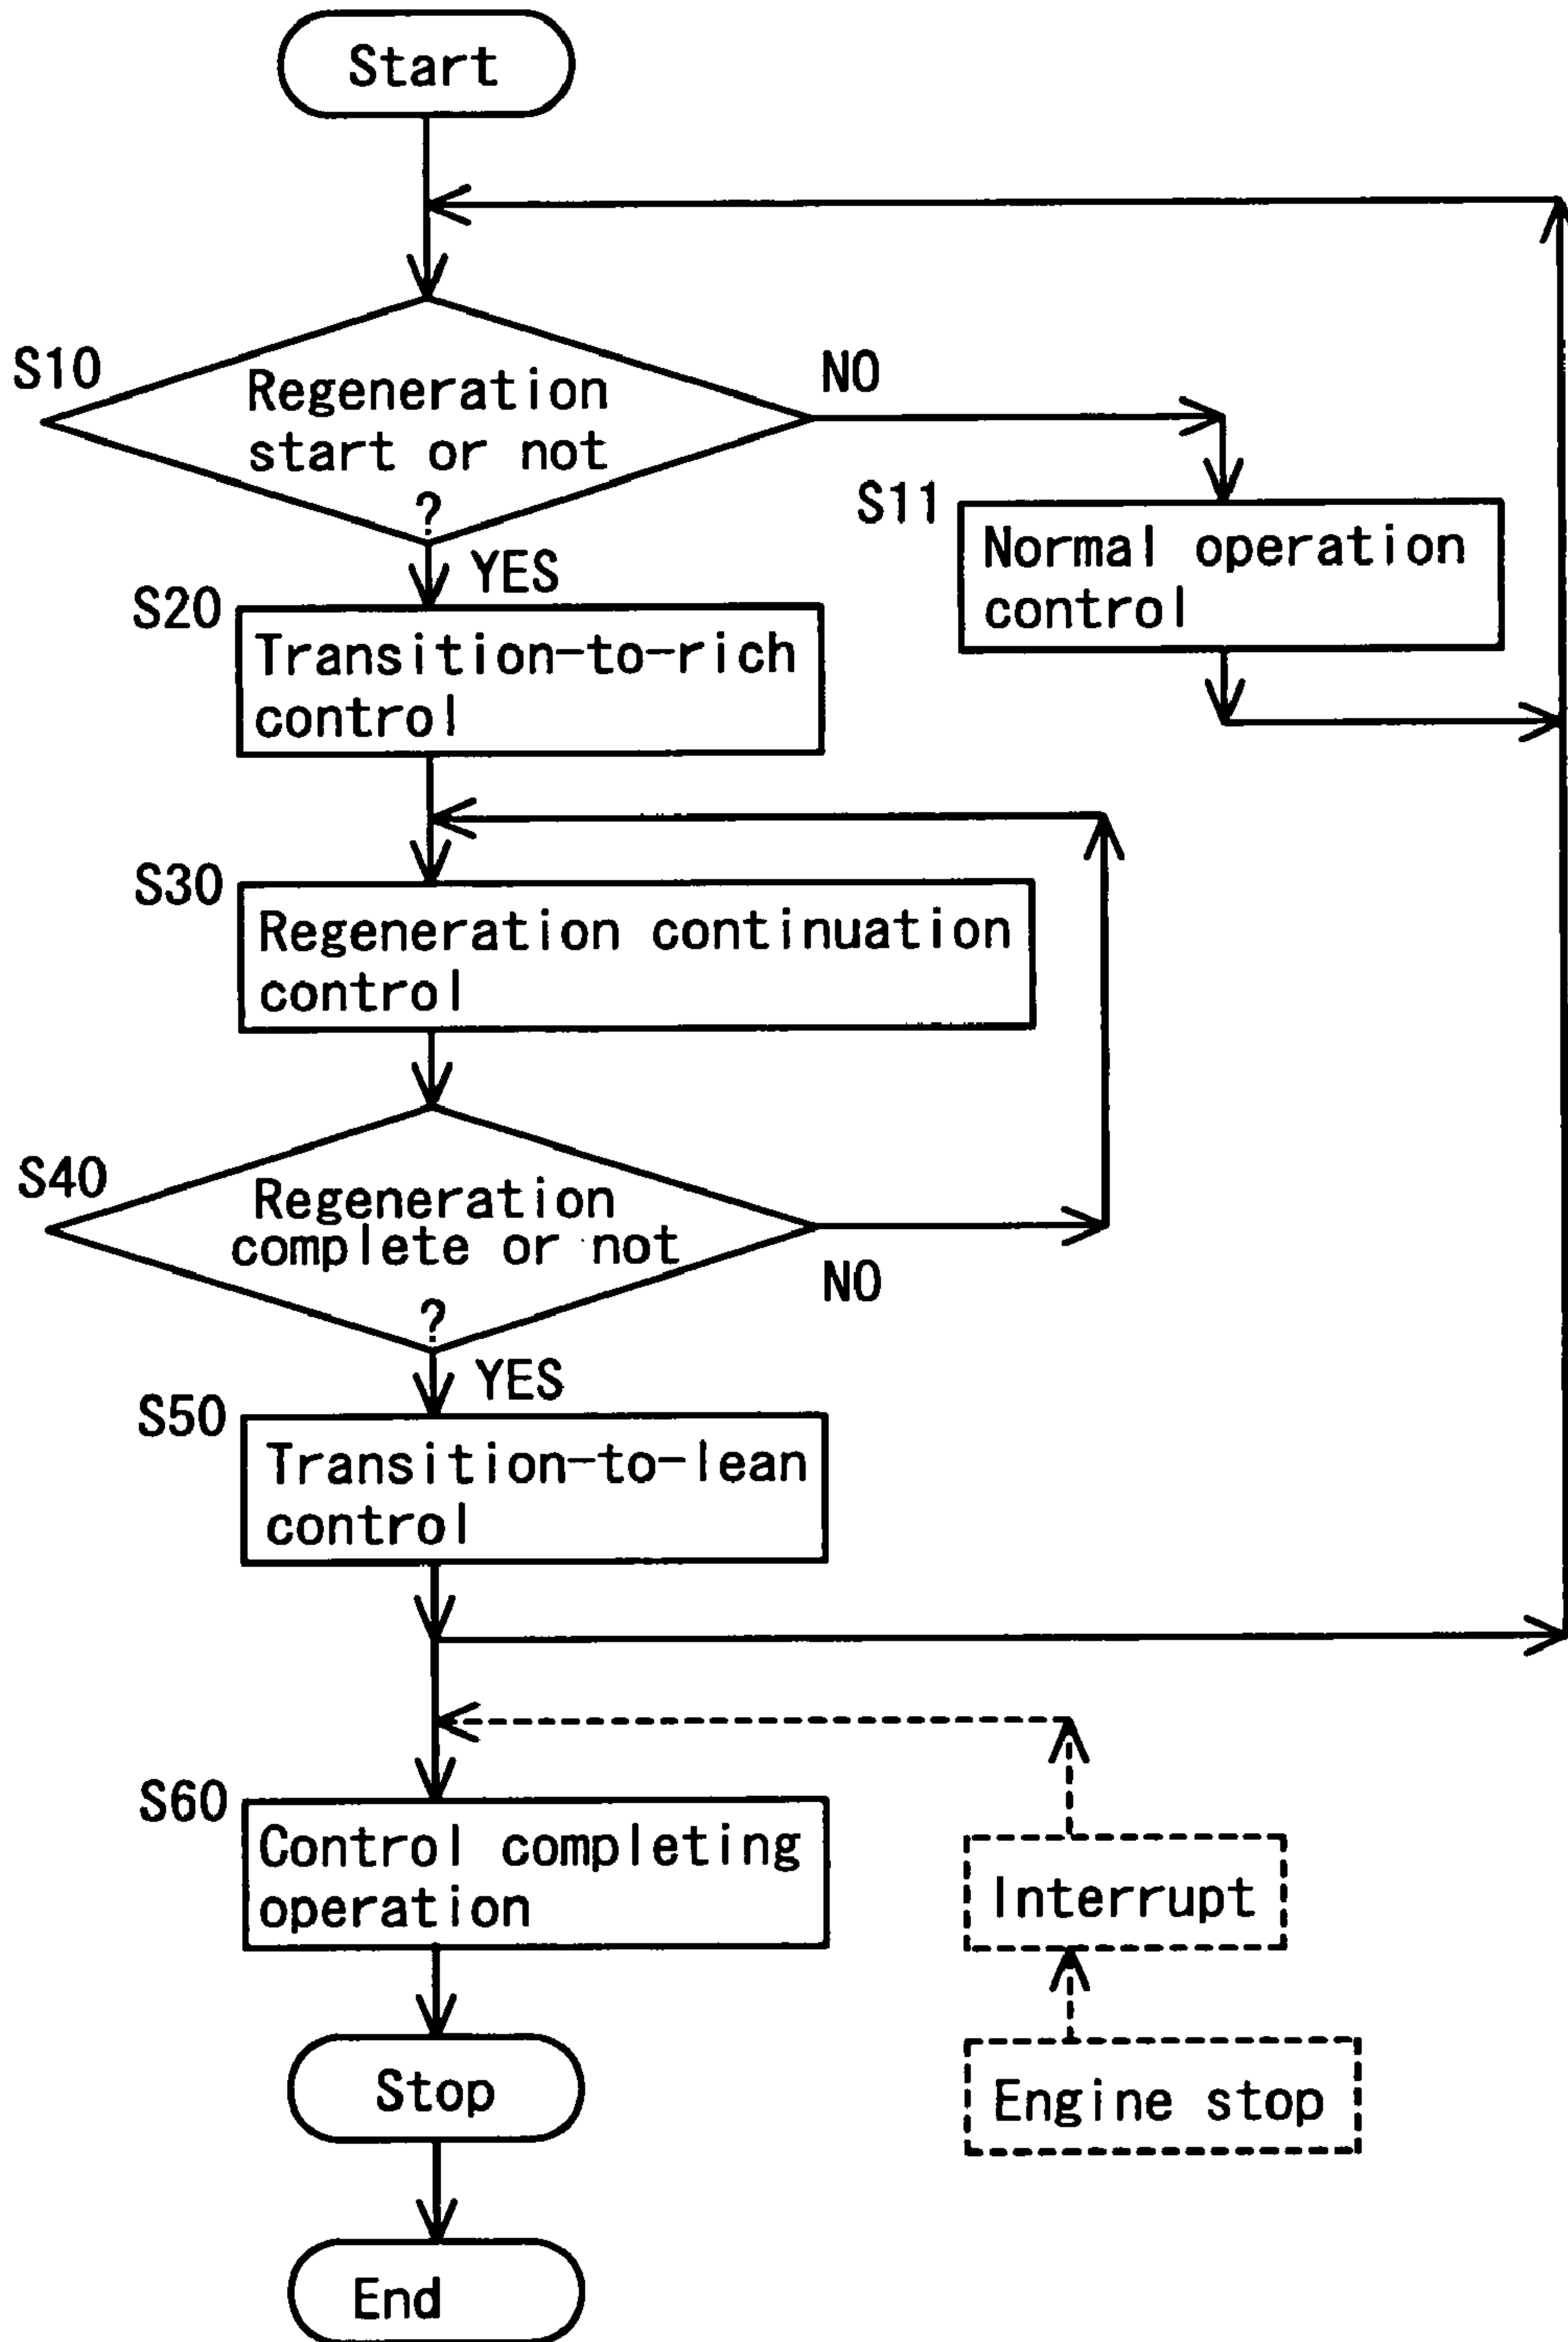 Start
S10
Regeneration
start or not
?
NO
YES
S11
Normal operation
control
S20
Transition-to-rich
control
S30
Regeneration continuation
control
S40
Regeneration
complete or not
?
NO
YES
S50
Transition-to-lean
control
S60
Control completing
operation
Interrupt
Engine stop
Stop
End